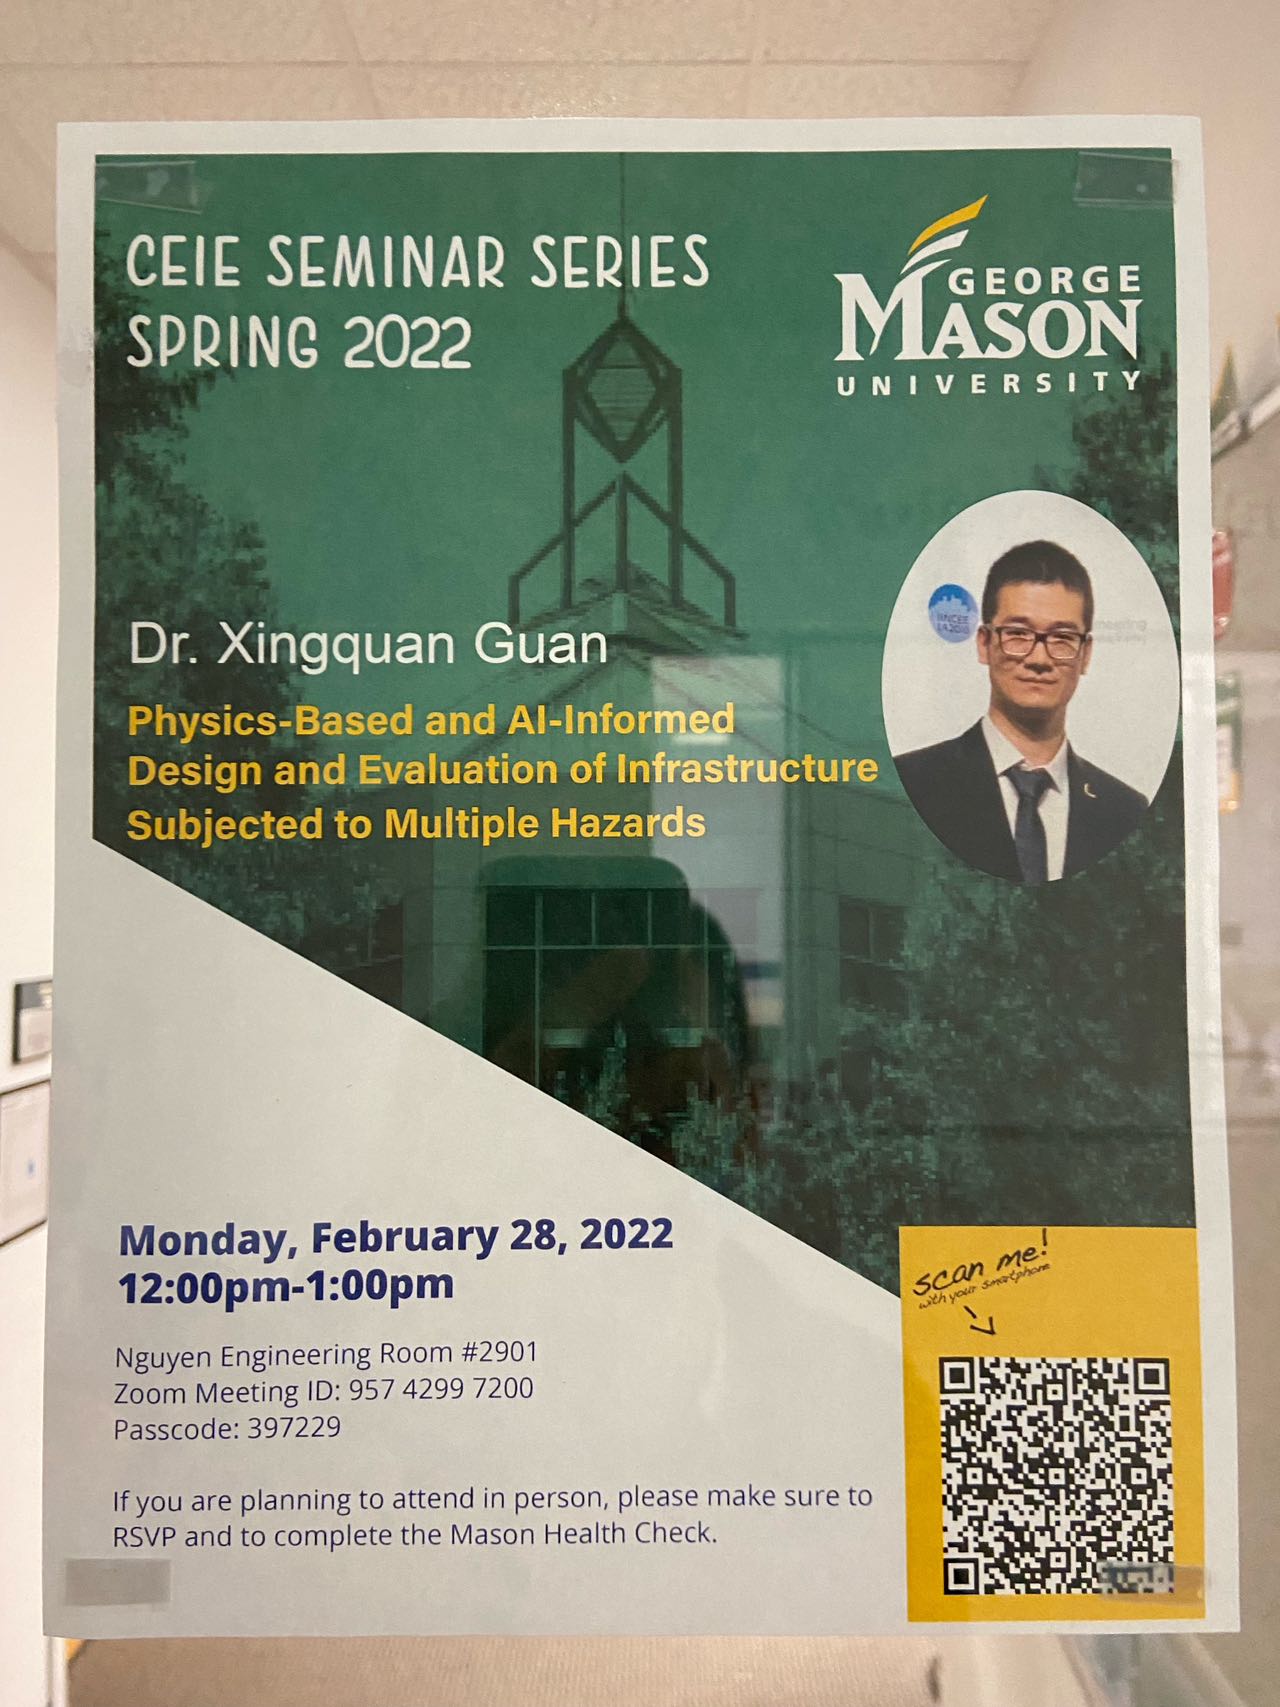 CEIE SEMINAR SERIES
SPRING 2022
GEORGE
MASON
UNIVERSITY
Dr. Xingquan Guan
Physics-Based and AI-Informed
Design and Evaluation of Infrastructure
Subjected to Multiple Hazards
Monday, February 28, 2022
12:00pm-1:00pm
Nguyen Engineering Room #2901
Zoom Meeting ID: 957 4299 7200
Passcode: 397229
If you are planning to attend in person, please make sure to
RSVP and to complete the Mason Health Check.
scan me!
with your smartphone